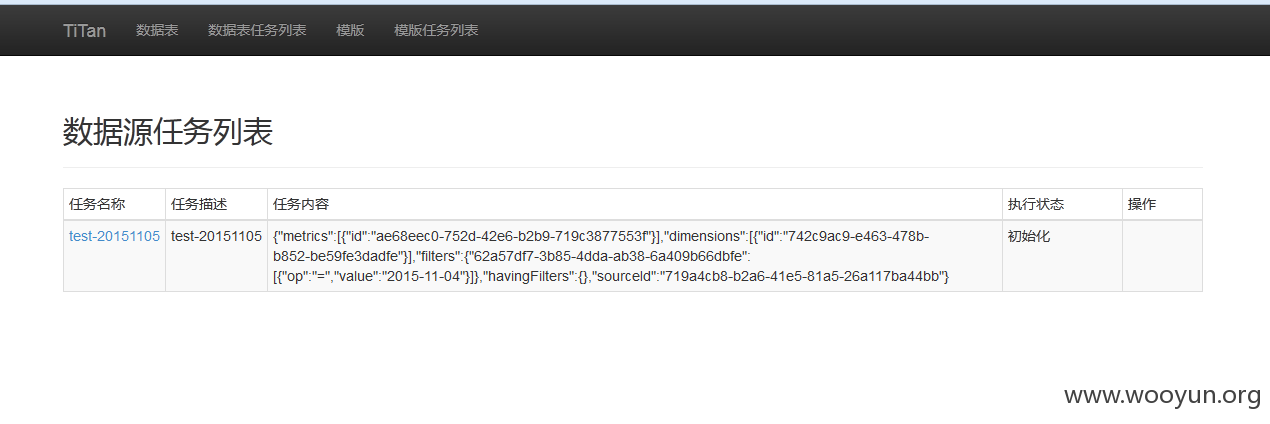 TiTan 数据表 数据表任务列表 模版 模版任务列表
数据源任务列表
任务名称 任务描述 任务内容 执行状态 操作
test-20151105 test-20151105 {"metrics":[{"id":"ae68eec0-752d-42e6-b2b9-719c3877553f"}],"dimensions":[{"id":"742c9ac9-e463-478b- 初始化
b852-be59fe3dadfe"}],"filters":{"62a57df7-3b85-4dda-ab38-6a409b66dbfe":
[{"op":"=","value":"2015-11-04"}]},"havingFilters":{},"sourceId":"719a4cb8-b2a6-41e5-81a5-26a117ba44bb"}
www.wooyun.org